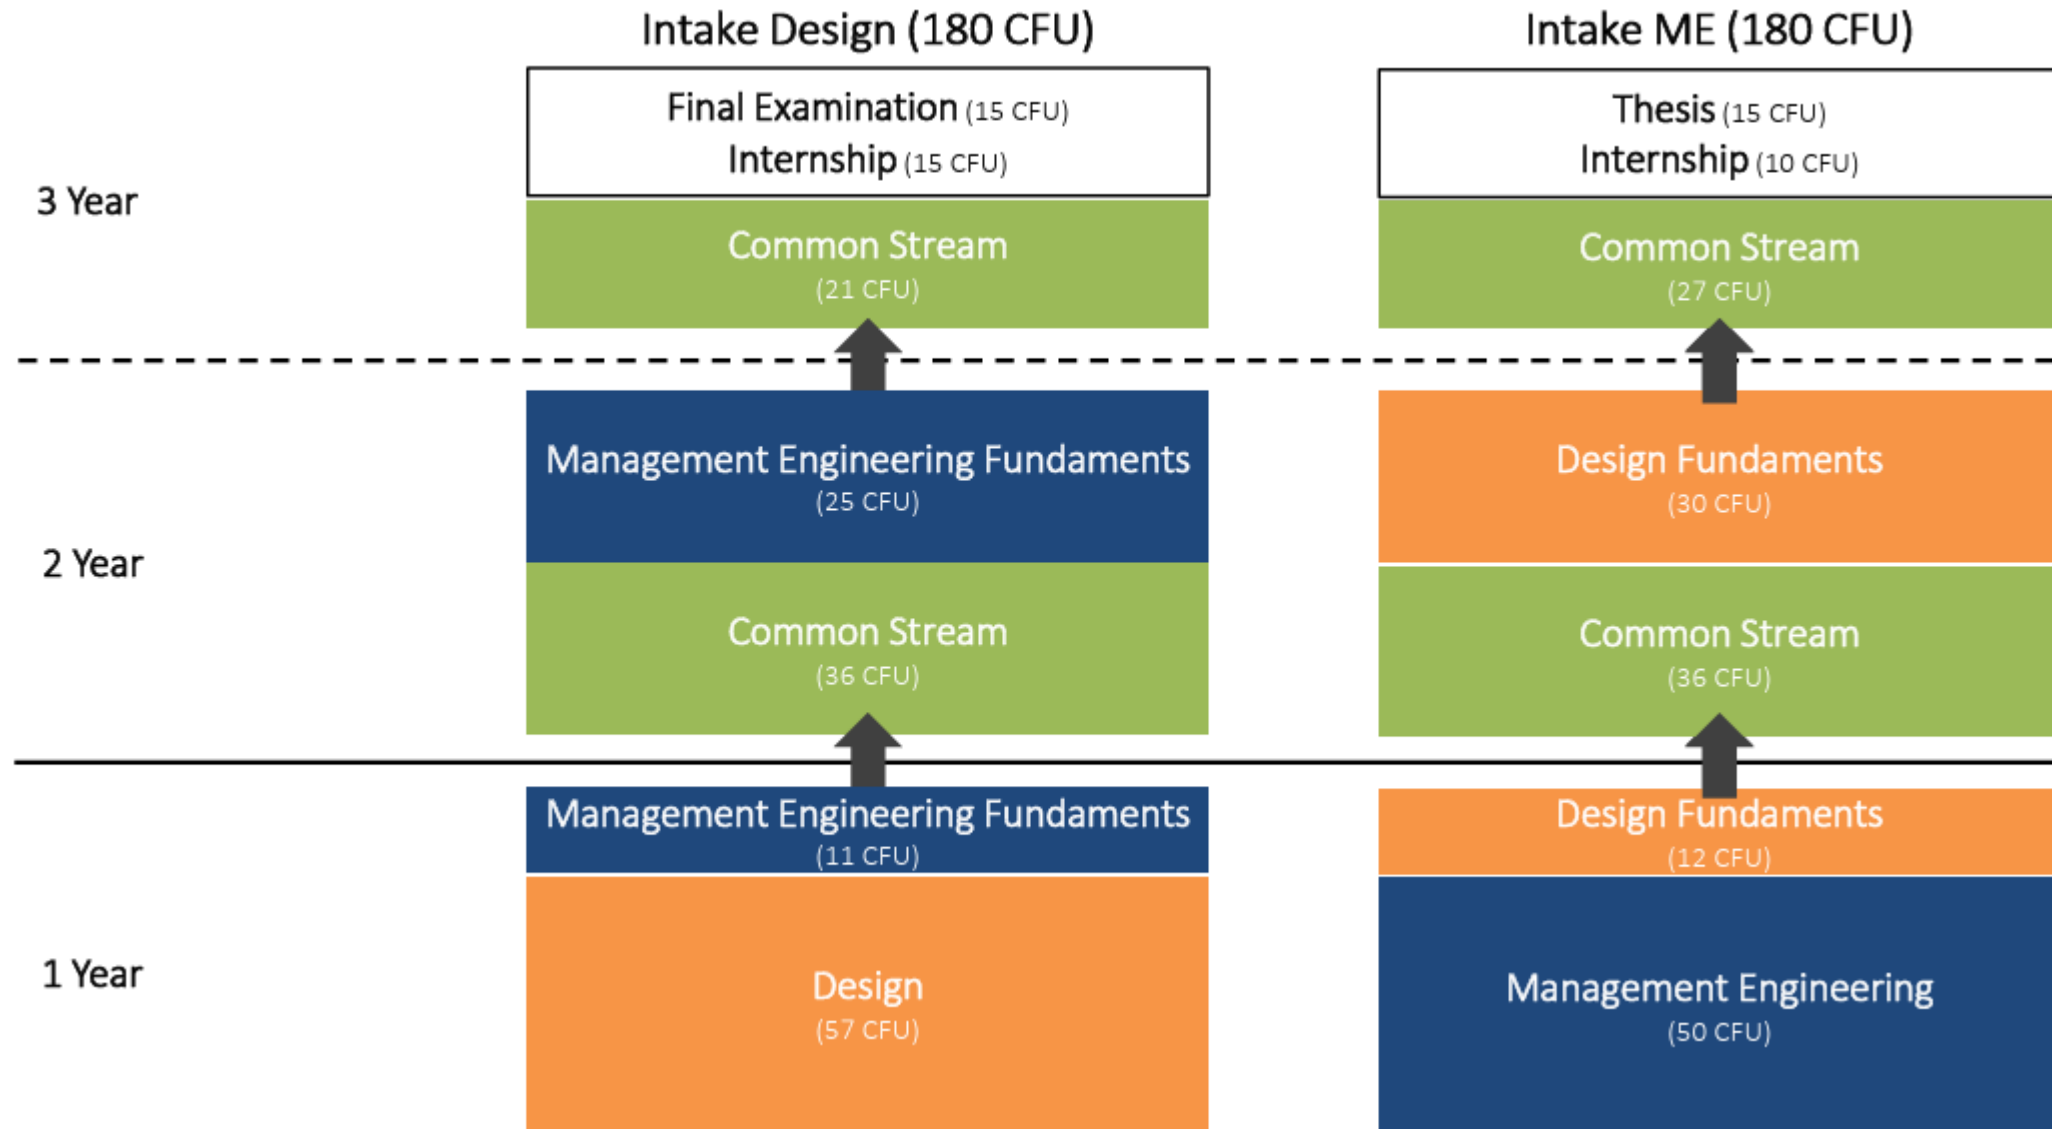 Intake Design (180 CFU)
Intake ME (180 CFU)
3 Year
Final Examination (15 CFU)
Internship (15 CFU)
Thesis (15 CFU)
Internship (10 CFU)
Common Stream
(21 CFU)
Common Stream
(27 CFU)
2 Year
Management Engineering Fundaments
(25 CFU)
Design Fundaments
(30 CFU)
Common Stream
(36 CFU)
Common Stream
(36 CFU)
1 Year
Management Engineering Fundaments
(11 CFU)
Design Fundaments
(12 CFU)
Design
(57 CFU)
Management Engineering
(50 CFU)